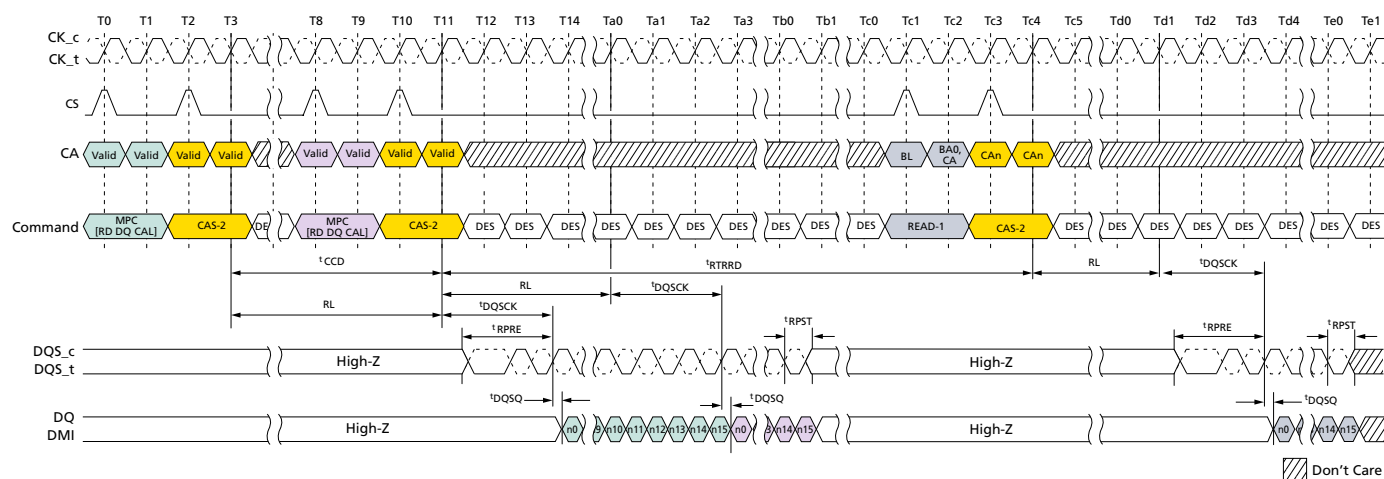 T0 T1 T2 T3 T8 T9 T10 T11 T12 T13 T14 Ta0 Ta1 Ta2 Ta3 Tb0 Tb1 Tc0 Tc1 Tc2 Tc3 Tc4 Tc5 Td0 Td1 Td2 Td3 Td4 Te0 Te1
CK_c
CK_t
CS
CA Valid Valid Valid Valid Valid Valid Valid Valid BL BA0, CA CAn CAn
Command MPC [RD DQ CAL] CAS-2 DE MPC [RD DQ CAL] CAS-2 DES DES DES DES DES DES DES DES DES DES READ-1 CAS-2 DES DES DES DES DES DES DES DES
tCCD tRTRRD RL tDQSCK
RL tDQSCK
RL tDQSCK
tRPRE tRPST tRPRE tRPST
DQS_c
DQS_t High-Z High-Z
tDQSQ tDQSQ tDQSQ
DQ
DMI High-Z n0 9 n10 n11 n12 n13 n14 n15 n0 3 n14 n15 High-Z n0 n14 n15
Don't Care